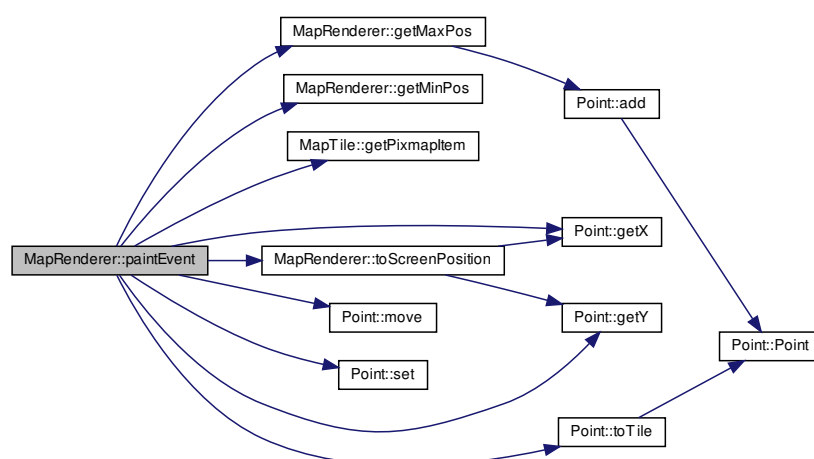 MapRenderer::getMaxPos
MapRenderer::getMinPos
Point::add
MapTile::getPixmapItem
Point::getX
MapRenderer::paintEvent
MapRenderer::toScreenPosition
Point::move
Point::getY
Point::Point
Point::set
Point::toTile